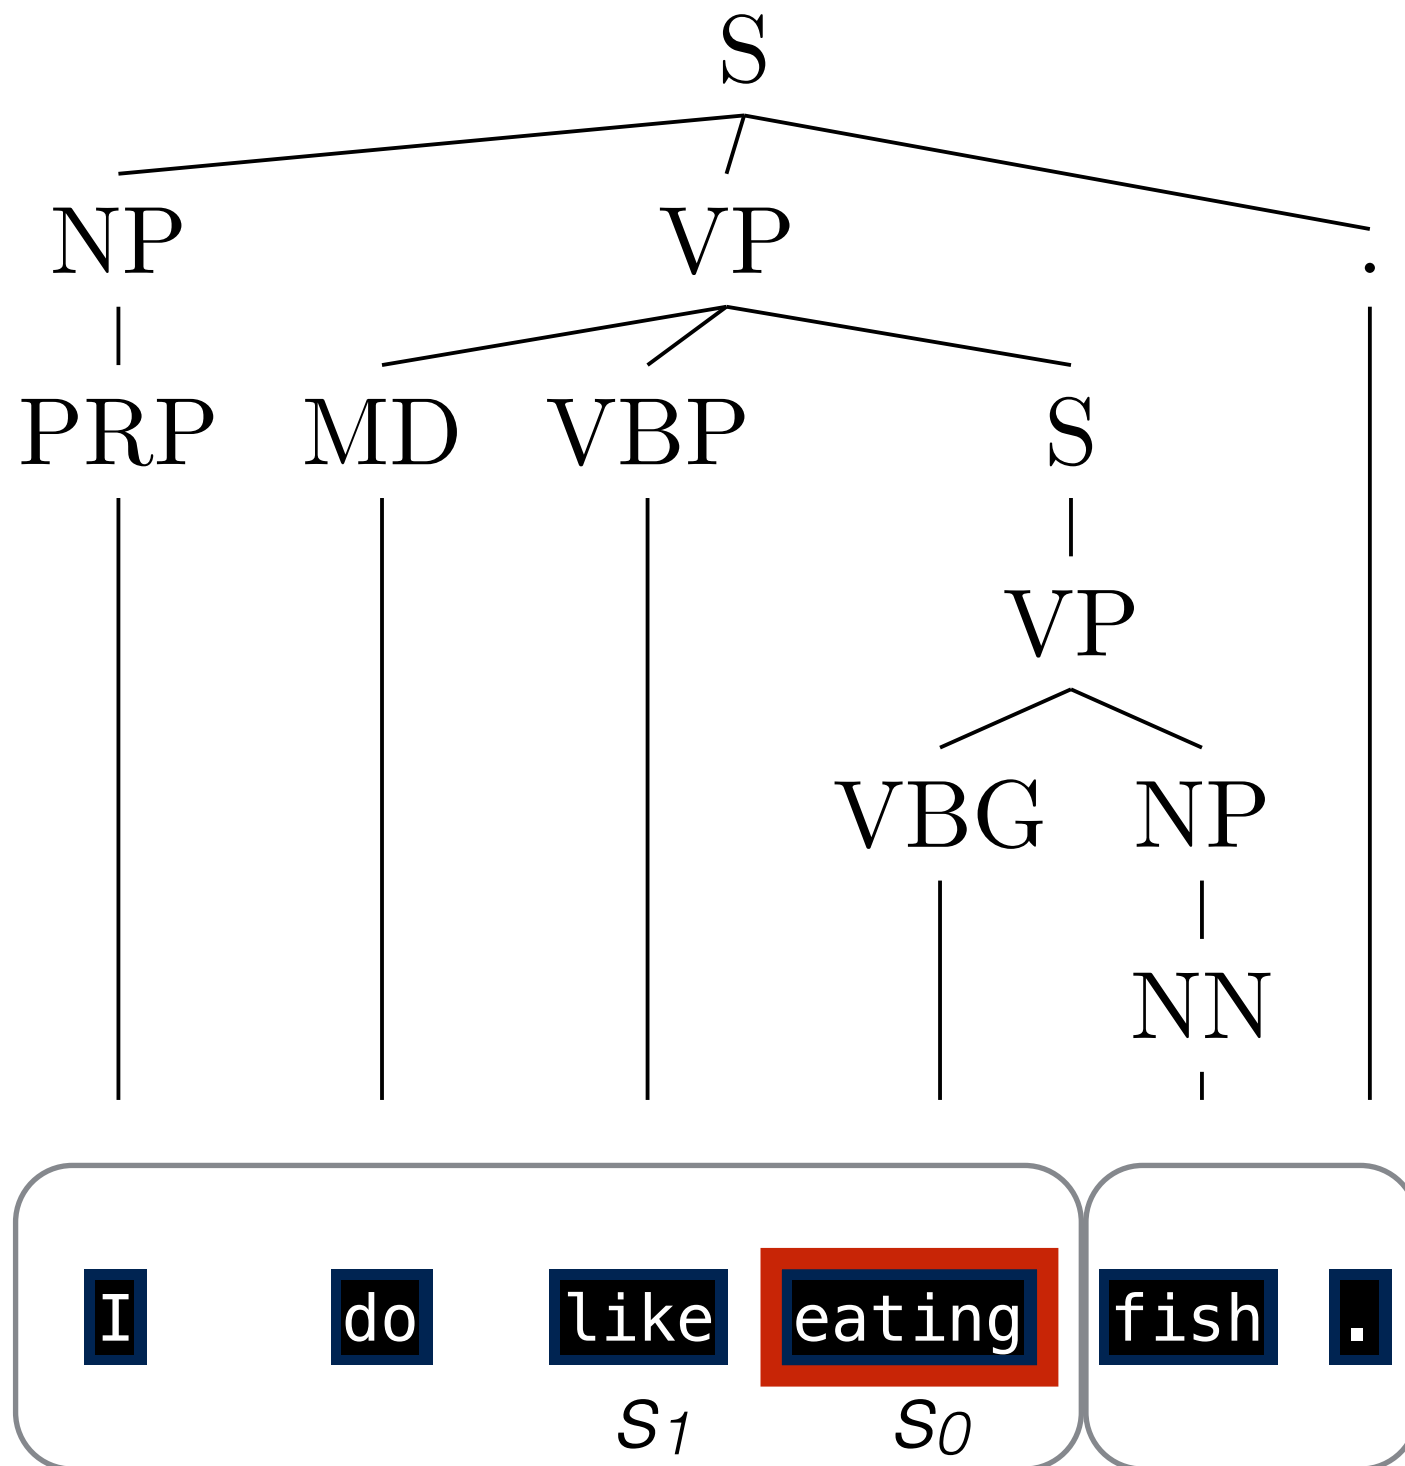 S
NP VP .
PRP MD VBP S
VP
VBG NP
NN
I do like eating fish .
s1 s0